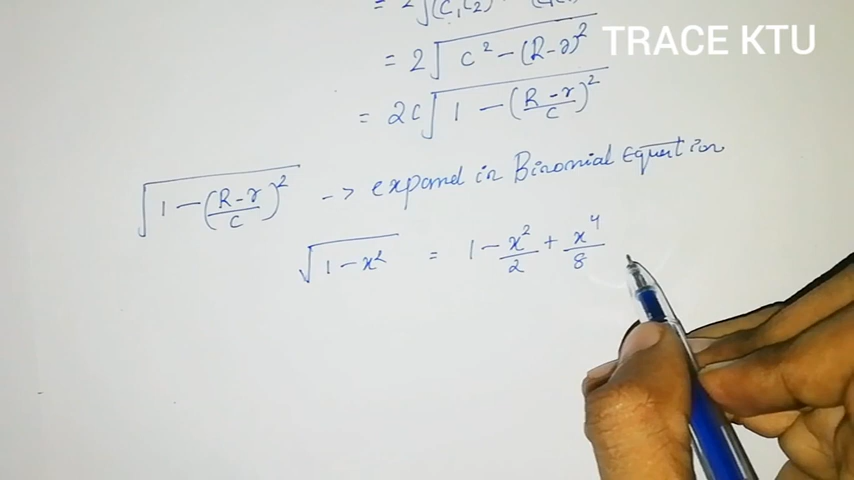 = 2√(C₁C₂)
= 2√(C² − (R−r)²)
TRACE KTU
= 2C√(1 − ((R−r)/C)²)
√(1 − ((R−r)/C)²) -> expand in Binomial Equation
√(1 − x²) = 1 − x²/2 + x⁴/8